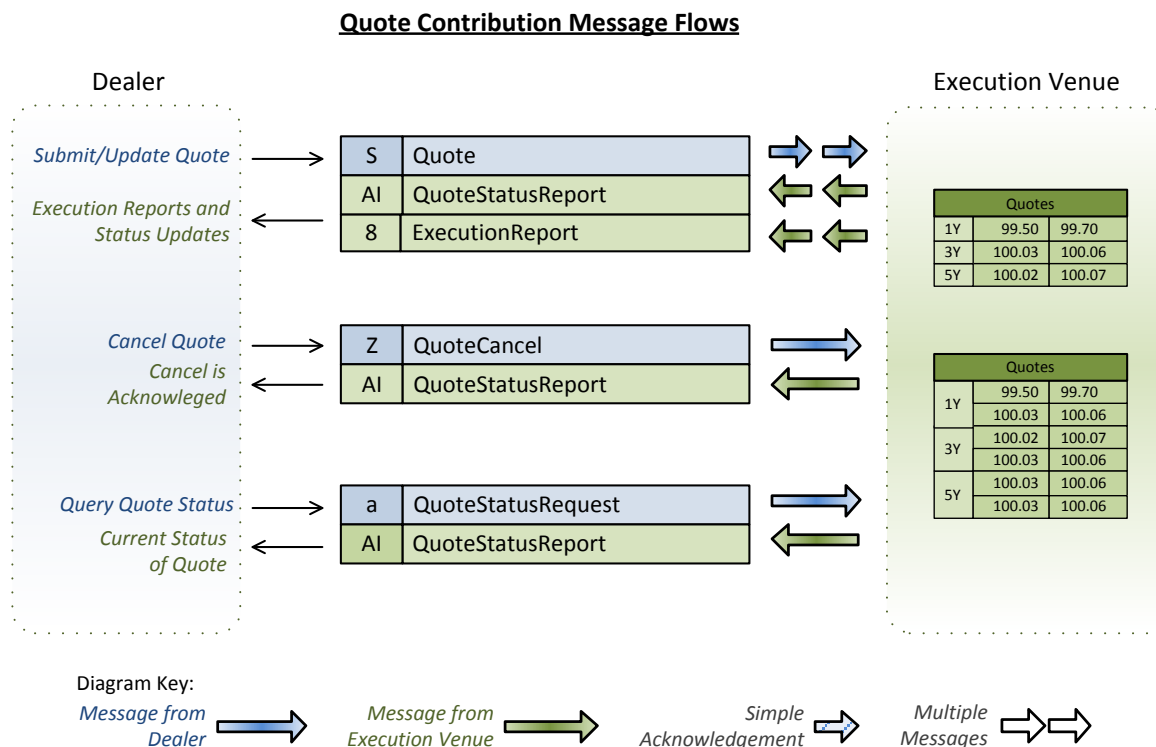 Quote Contribution Message Flows
Dealer
Execution Venue
Submit/Update Quote
S Quote
AI QuoteStatusReport
Execution Reports and
Status Updates
8 ExecutionReport
Quotes
1Y 99.50 99.70
3Y 100.03 100.06
5Y 100.02 100.07
Cancel Quote
Z QuoteCancel
Cancel is
Acknowleged
AI QuoteStatusReport
Quotes
1Y 99.50 99.70
100.03 100.06
3Y 100.02 100.07
100.03 100.06
5Y 100.03 100.06
100.03 100.06
Query Quote Status
a QuoteStatusRequest
Current Status
of Quote
AI QuoteStatusReport
Diagram Key:
Message from
Dealer
Message from
Execution Venue
Simple
Acknowledgement
Multiple
Messages